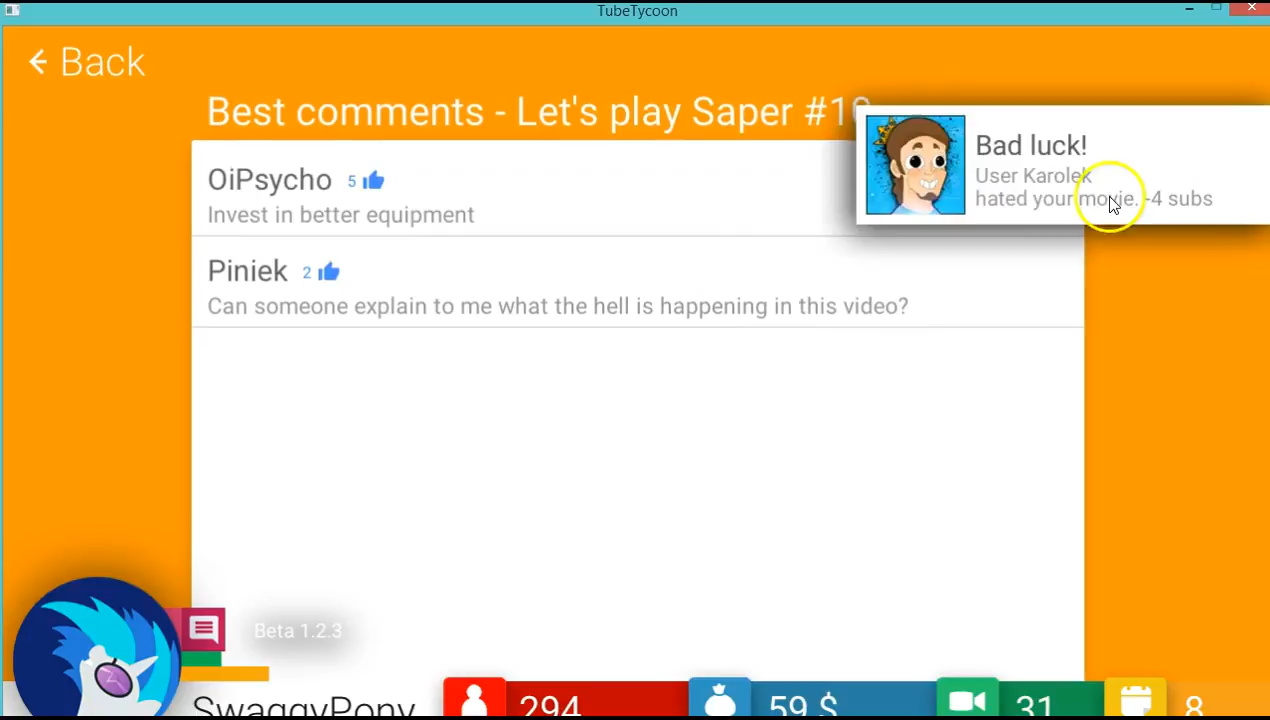 TubeTycoon
Back
Best comments - Let's play Saper #10
Bad luck!
User Karolek
hated your movie. -4 subs
OiPsycho 5
Invest in better equipment
Piniek 2
Can someone explain to me what the hell is happening in this video?
Beta 1.2.3
SwaggyPony
294
59 $
31
8